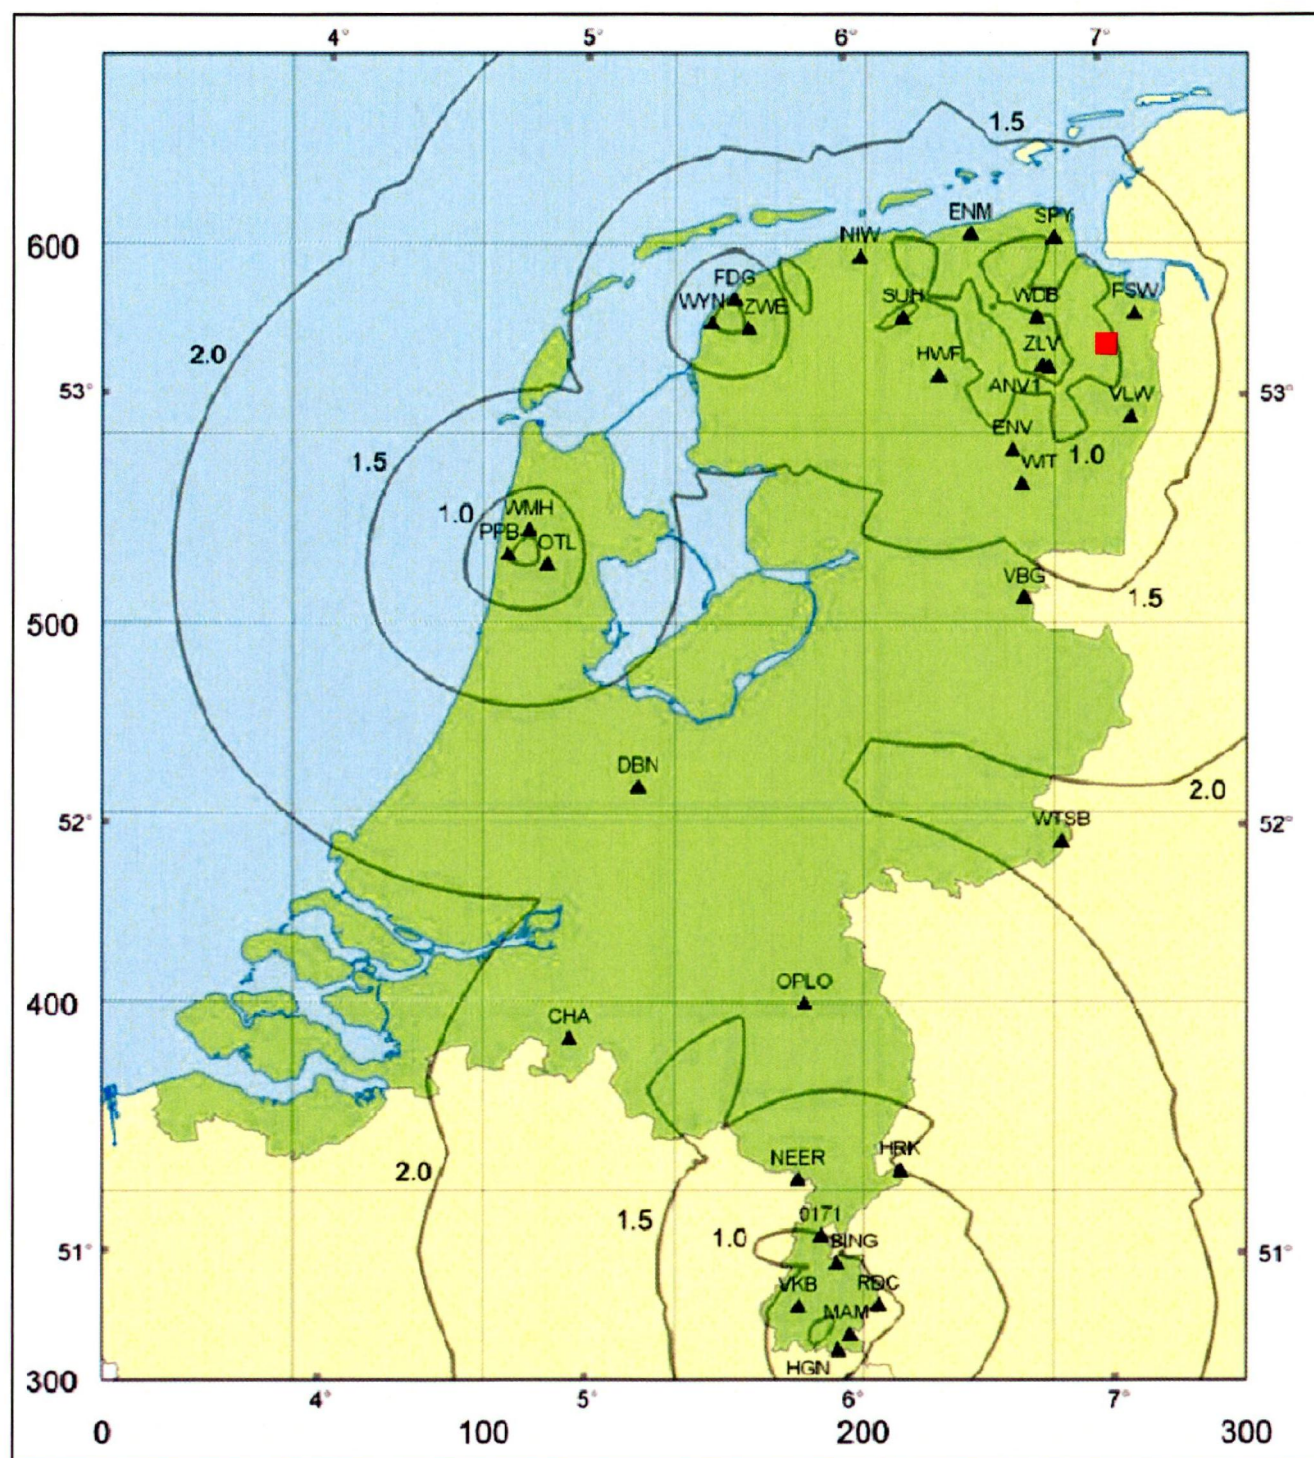 4° 5° 6° 7°
1.5
ENM SPY
600 NIW
FDG
WYN ZWE SUH WDB FSW
2.0 HWF ZLV
53° ANV1 VLW 53°
1.5 ENV 1.0
WIT
1.0 WMH
PPB OTL
VBG
1.5
500
DBN
2.0
52° WTSB 52°
OPLO
400 CHA
2.0 NEER HRK
1.5 0171
1.0 BING
51° 51°
VKB RDC
MAM
HGN
300
4° 5° 6° 7°
0 100 200 300